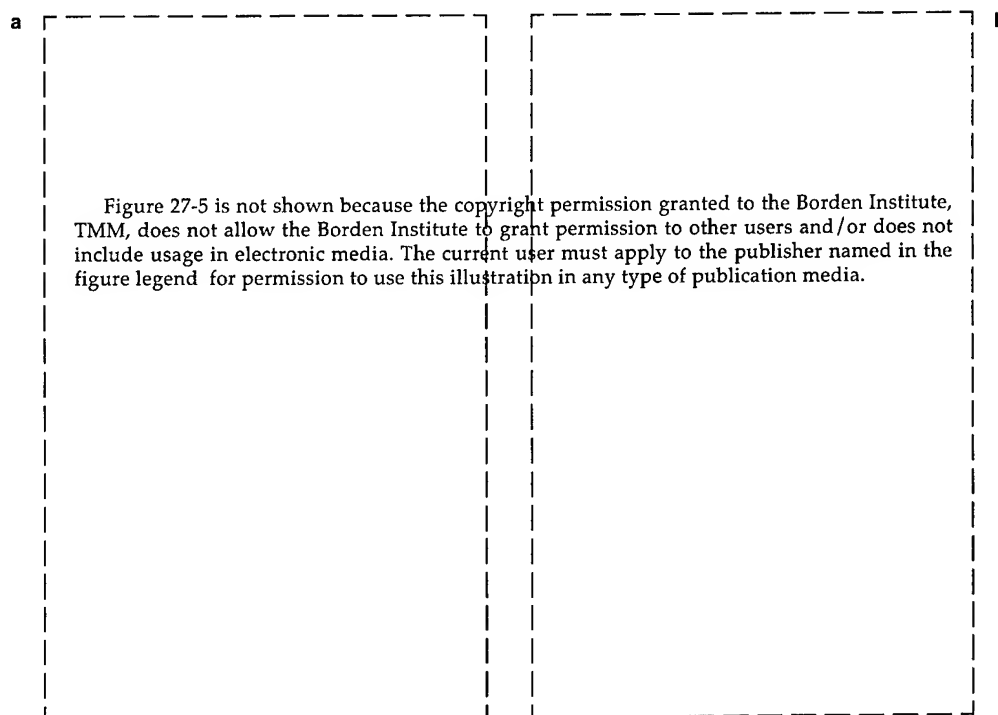 a
Figure 27-5 is not shown because the copyright permission granted to the Borden Institute,
TMM, does not allow the Borden Institute to grant permission to other users and/or does not
include usage in electronic media. The current user must apply to the publisher named in the
figure legend for permission to use this illustration in any type of publication media.